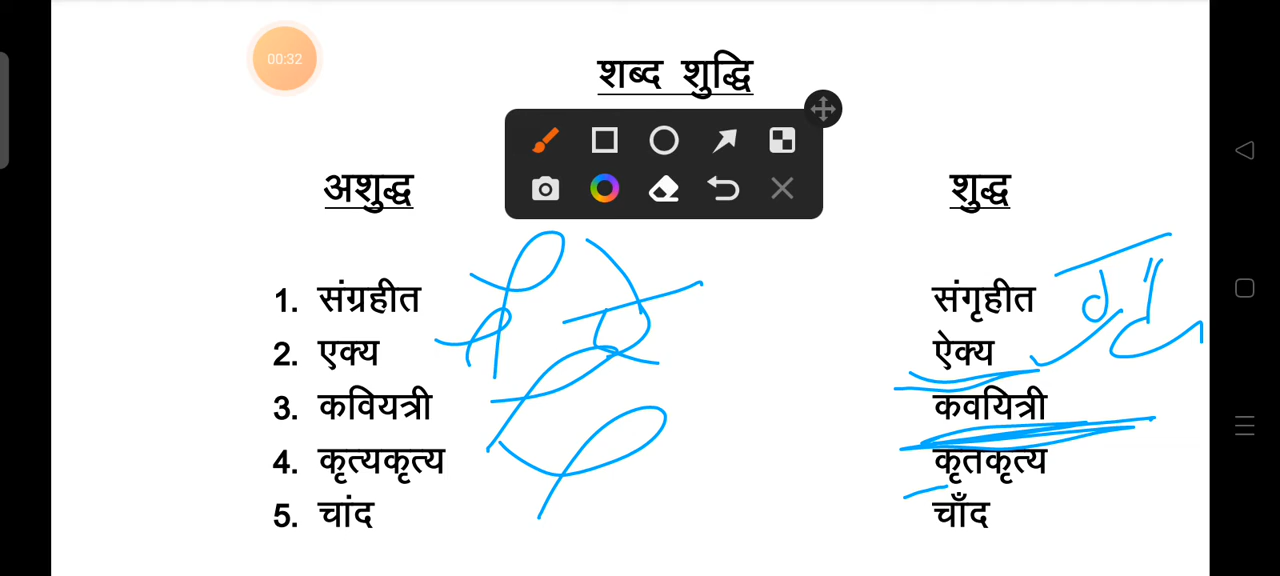 00:32
शब्द शुद्धि
अशुद्ध शुद्ध
1. संग्रहीत संगृहीत
2. एक्य ऐक्य
3. कवियत्री कवयित्री
4. कृत्यकृत्य कृतकृत्य
5. चांद चाँद